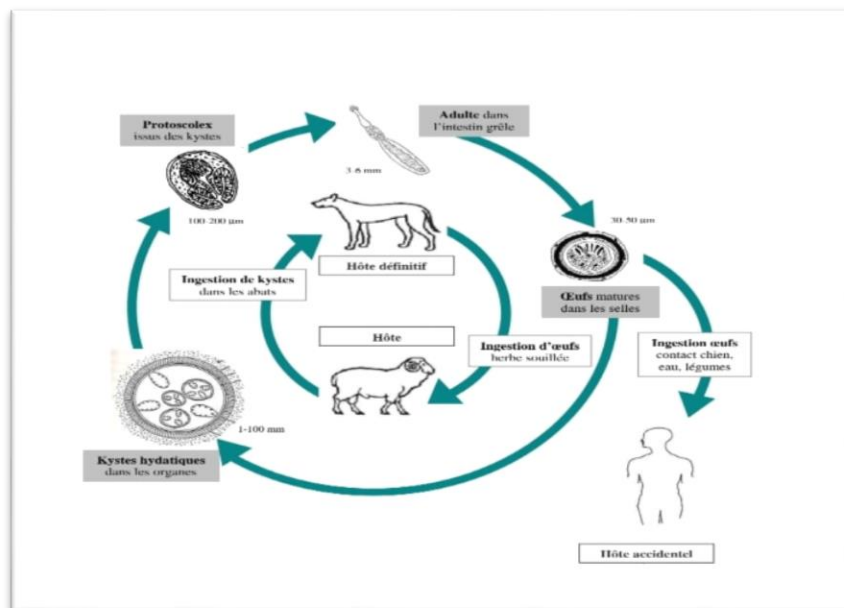 Protoscolex
issus des kystes
Adulte dans
l'intestin grêle
3-6 mm
100-200 µm
30-50 µm
Ingestion de kystes
dans les abats
Hôte définitif
Œufs matures
dans les selles
Hôte
Ingestion d'œufs
herbe souillée
Ingestion œufs
contact chien,
eau, légumes
1-100 mm
Kystes hydatiques
dans les organes
Hôte accidentel